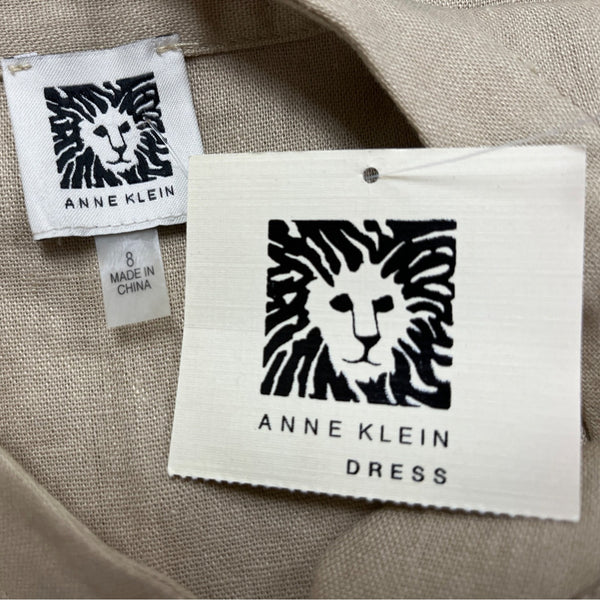 ANNE KLEIN
8
MADE IN
CHINA
ANNE KLEIN
DRESS